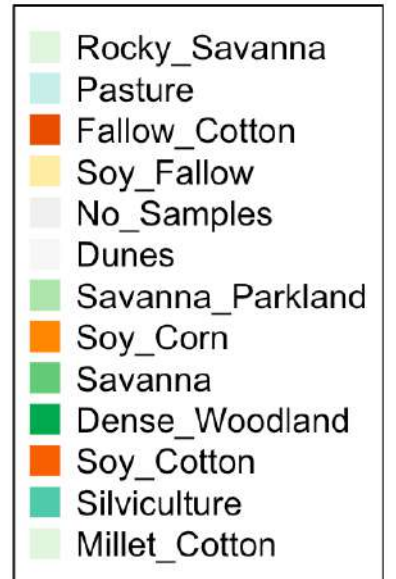 Rocky_Savanna
Pasture
Fallow_Cotton
Soy_Fallow
No_Samples
Dunes
Savanna_Parkland
Soy_Corn
Savanna
Dense_Woodland
Soy_Cotton
Silviculture
Millet_Cotton